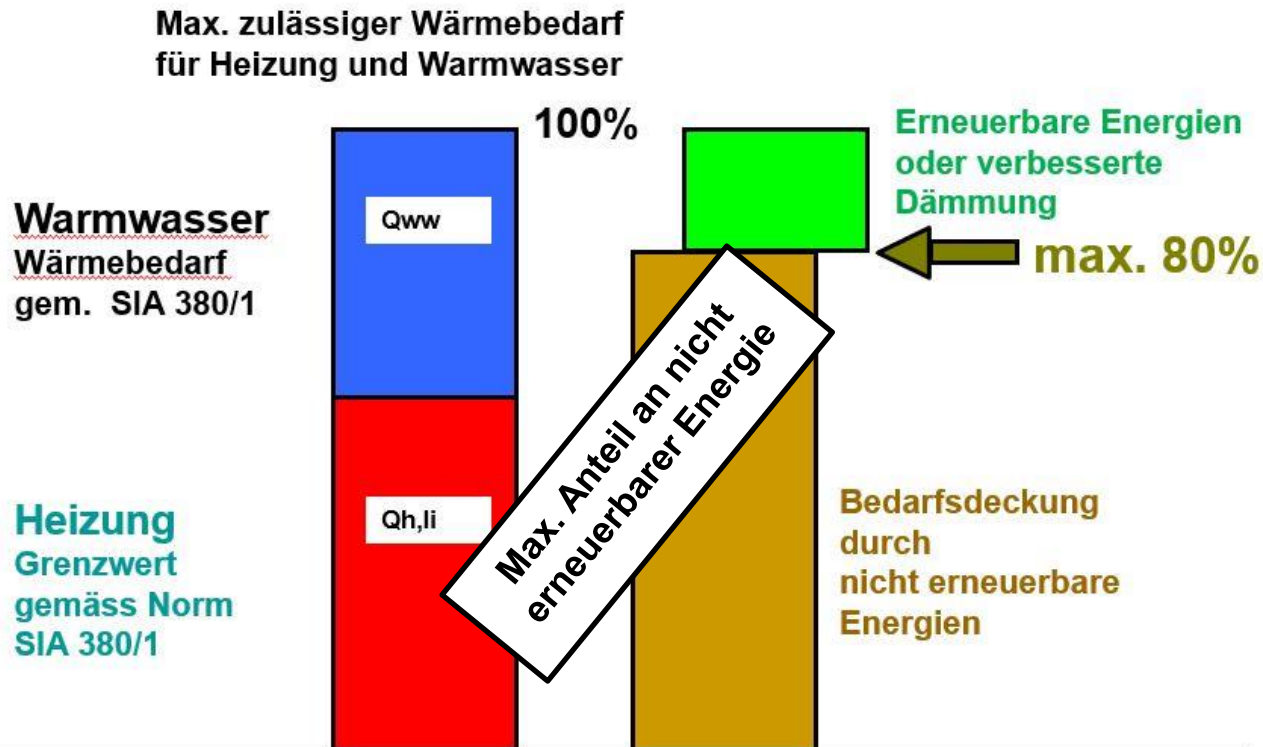 Max. zulässiger Wärmebedarf
für Heizung und Warmwasser
100%
Erneuerbare Energien
oder verbesserte
Dämmung
max. 80%
Warmwasser
Wärmebedarf
gem. SIA 380/1
Qww
Max. Anteil an nicht
erneuerbarer Energie
Heizung
Grenzwert
gemäss Norm
SIA 380/1
Qh,li
Bedarfsdeckung
durch
nicht erneuerbare
Energien